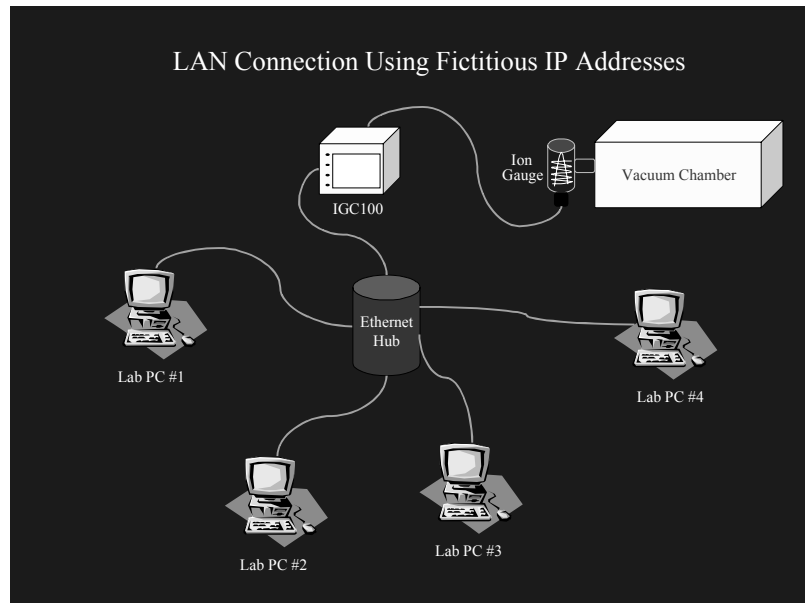 LAN Connection Using Fictitious IP Addresses
Ion
Gauge
Vacuum Chamber
IGC100
Ethernet
Hub
Lab PC #1
Lab PC #4
Lab PC #2
Lab PC #3